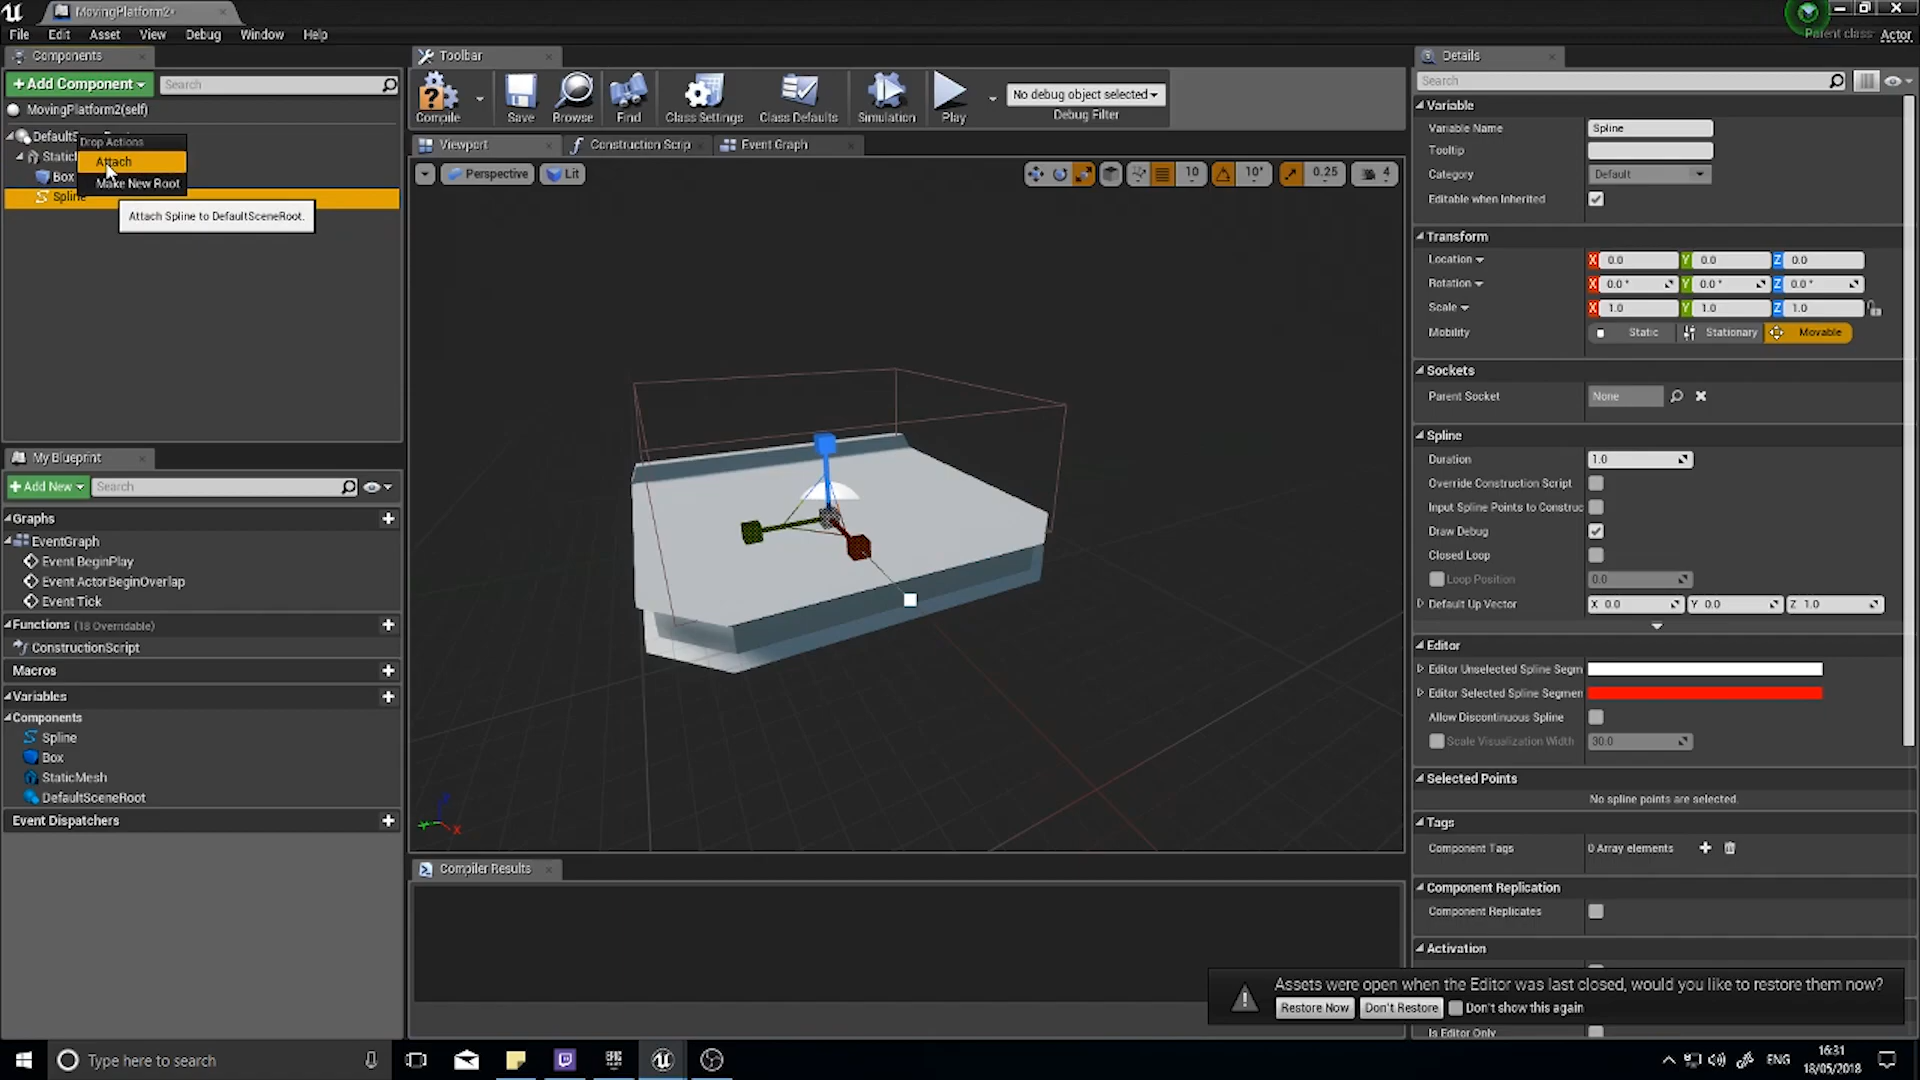 MovingPlatform2*
File Edit Asset View Debug Window Help
Parent class: Actor
Components
+Add Component
Search
MovingPlatform2(self)
DefaultS
Drop Actions
Static
Attach
Box
Make New Root
Spline
Attach Spline to DefaultSceneRoot.
My Blueprint
+Add New
Search
Graphs
EventGraph
Event BeginPlay
Event ActorBeginOverlap
Event Tick
Functions (18 Overridable)
ConstructionScript
Macros
Variables
Components
Spline
Box
StaticMesh
DefaultSceneRoot
Event Dispatchers
Toolbar
Compile
Save
Browse
Find
Class Settings
Class Defaults
Simulation
Play
No debug object selected
Debug Filter
Viewport
Construction Scrip
Event Graph
Perspective
Lit
10
10°
0.25
4
Z
Y
X
Compiler Results
Details
Search
Variable
Variable Name Spline
Tooltip
Category Default
Editable when Inherited
Transform
Location X 0.0 Y 0.0 Z 0.0
Rotation X 0.0° Y 0.0° Z 0.0°
Scale X 1.0 Y 1.0 Z 1.0
Mobility Static Stationary Movable
Sockets
Parent Socket None
Spline
Duration 1.0
Override Construction Script
Input Spline Points to Construc
Draw Debug
Closed Loop
Loop Position 0.0
Default Up Vector X 0.0 Y 0.0 Z 1.0
Editor
Editor Unselected Spline Segm
Editor Selected Spline Segmen
Allow Discontinuous Spline
Scale Visualization Width 30.0
Selected Points
No spline points are selected.
Tags
Component Tags 0 Array elements
Component Replication
Component Replicates
Activation
Assets were open when the Editor was last closed, would you like to restore them now?
Restore Now Don't Restore Don't show this again
Is Editor Only
Type here to search
EPIC
ENG
16:31
18/05/2018